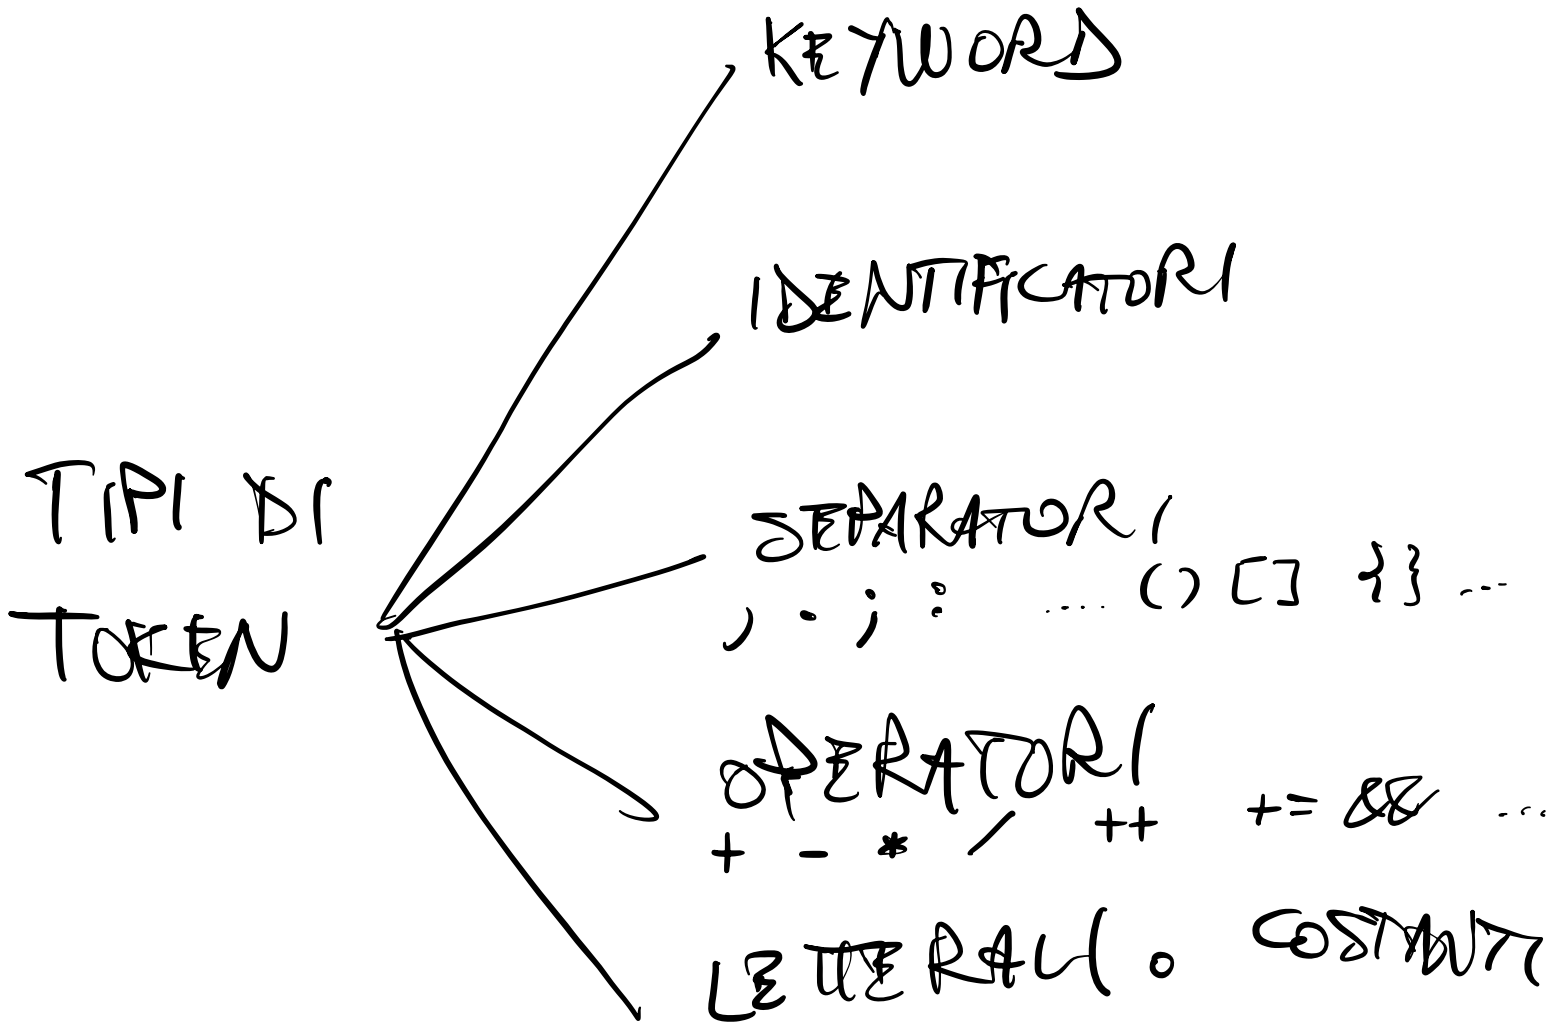 KEYWORD
IDENTIFICATORI
TIPI DI
TOKEN
SEPARATORI
, . ; : .... () [] {} ....
OPERATORI
+ - * / ++ += && ...
LETTERALI o COSTANTI